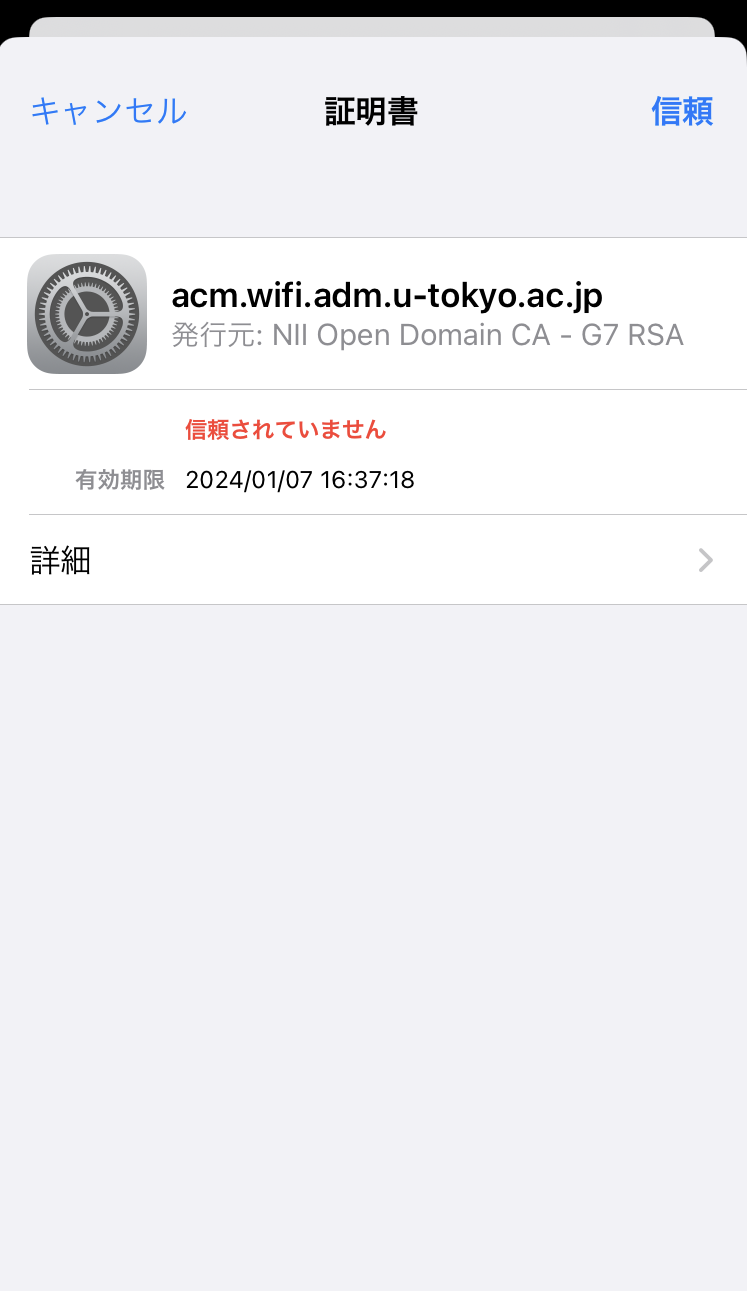 キャンセル 証明書 信頼
acm.wifi.adm.u-tokyo.ac.jp
発行元: NII Open Domain CA - G7 RSA
信頼されていません
有効期限 2024/01/07 16:37:18
詳細